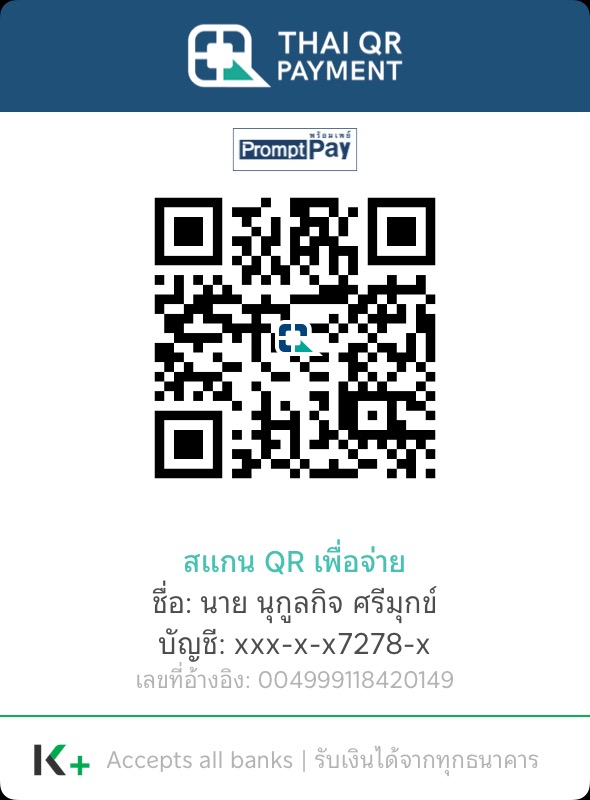 THAI QR
PAYMENT
พร้อมเพย์
PromptPay
สแกน QR เพื่อจ่าย
ชื่อ: นาย นุกูลกิจ ศรีมุกข์
บัญชี: xxx-x-x7278-x
เลขที่อ้างอิง: 004999118420149
K+ Accepts all banks | รับเงินได้จากทุกธนาคาร